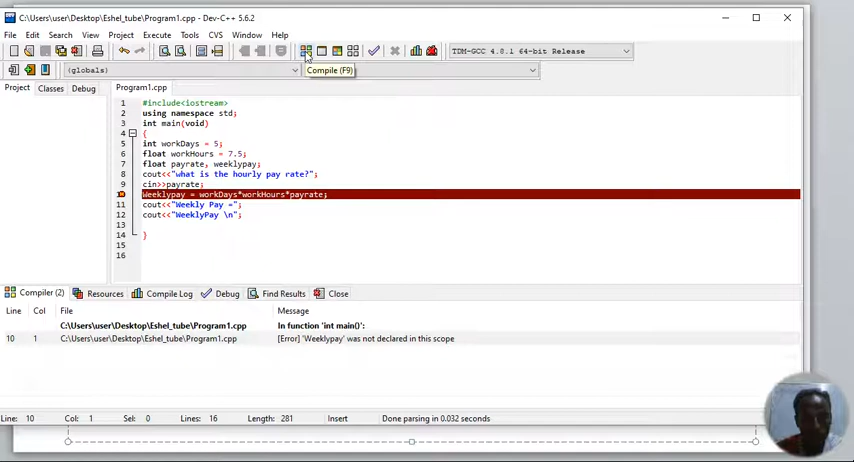 C:\Users\user\Desktop\Eshel_tube\Program1.cpp - Dev-C++ 5.6.2
File Edit Search View Project Execute Tools CVS Window Help
TDM-GCC 4.8.1 64-bit Release
(globals)
Compile (F9)
Project Classes Debug
Program1.cpp
1 #include<iostream>
2 using namespace std;
3 int main(void)
4 {
5 int workDays = 5;
6 float workHours = 7.5;
7 float payrate, weeklypay;
8 cout<<"what is the hourly pay rate?";
9 cin>>payrate;
Weeklypay = workDays*workHours*payrate;
11 cout<<"Weekly Pay =";
12 cout<<"WeeklyPay \n";
13
14 }
15
16
Compiler (2) Resources Compile Log Debug Find Results Close
Line Col File Message
C:\Users\user\Desktop\Eshel_tube\Program1.cpp In function 'int main()':
10 1 C:\Users\user\Desktop\Eshel_tube\Program1.cpp [Error] 'Weeklypay' was not declared in this scope
Line: 10 Col: 1 Sel: 0 Lines: 16 Length: 281 Insert Done parsing in 0.032 seconds